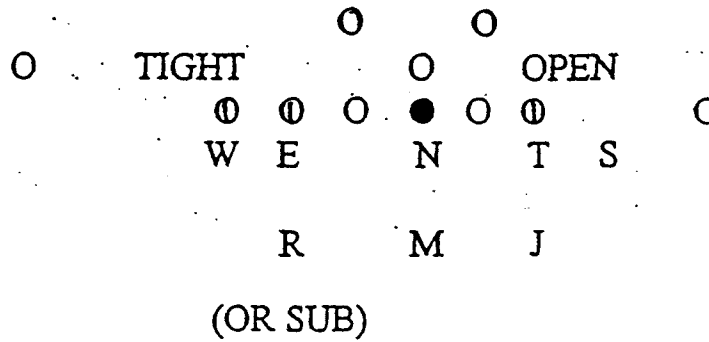 O O
O TIGHT O OPEN
O O O ● O O O
W E N T S
R M J
(OR SUB)